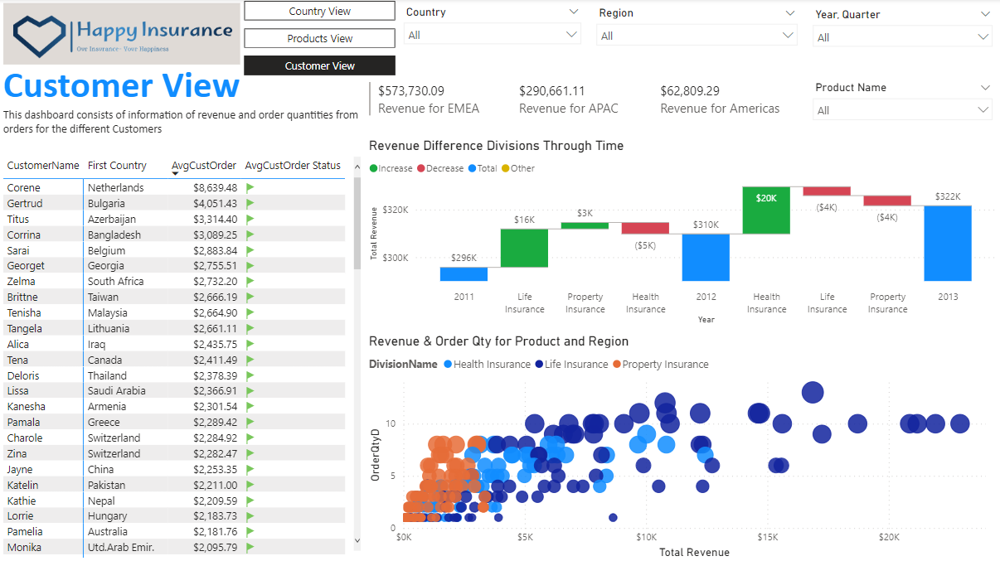 Happy Insurance
Our Insurance- Your Happiness
Country View
Products View
Customer View
Country
All
Region
All
Year, Quarter
All
Product Name
All
Customer View
This dashboard consists of information of revenue and order quantities from
orders for the different Customers
$573,730.09
Revenue for EMEA
$290,661.11
Revenue for APAC
$62,809.29
Revenue for Americas
CustomerName First Country AvgCustOrder AvgCustOrder Status
Corene Netherlands $8,639.48
Gertrud Bulgaria $4,051.43
Titus Azerbaijan $3,314.40
Corrina Bangladesh $3,089.25
Sarai Belgium $2,883.84
Georget Georgia $2,755.51
Zelma South Africa $2,732.20
Brittne Taiwan $2,666.19
Tenisha Malaysia $2,664.90
Tangela Lithuania $2,661.11
Alica Iraq $2,435.75
Tena Canada $2,411.49
Deloris Thailand $2,378.39
Lissa Saudi Arabia $2,366.91
Kanesha Armenia $2,301.54
Pamala Greece $2,289.42
Charole Switzerland $2,284.92
Zina Switzerland $2,282.47
Jayne China $2,253.35
Katelin Pakistan $2,211.00
Kathie Nepal $2,209.59
Lorrie Hungary $2,183.73
Pamelia Australia $2,181.76
Monika Utd.Arab Emir. $2,095.79
Revenue Difference Divisions Through Time
Increase Decrease Total Other
Total Revenue
$320K
$300K
$296K
$16K
$3K
($5K)
$310K
$20K
($4K)
($4K)
$322K
2011 Life Property Health 2012 Health Life Property 2013
Insurance Insurance Insurance Insurance Insurance Insurance
Year
Revenue & Order Qty for Product and Region
DivisionName Health Insurance Life Insurance Property Insurance
OrderQtyD
10
5
0
$0K $5K $10K $15K $20K
Total Revenue